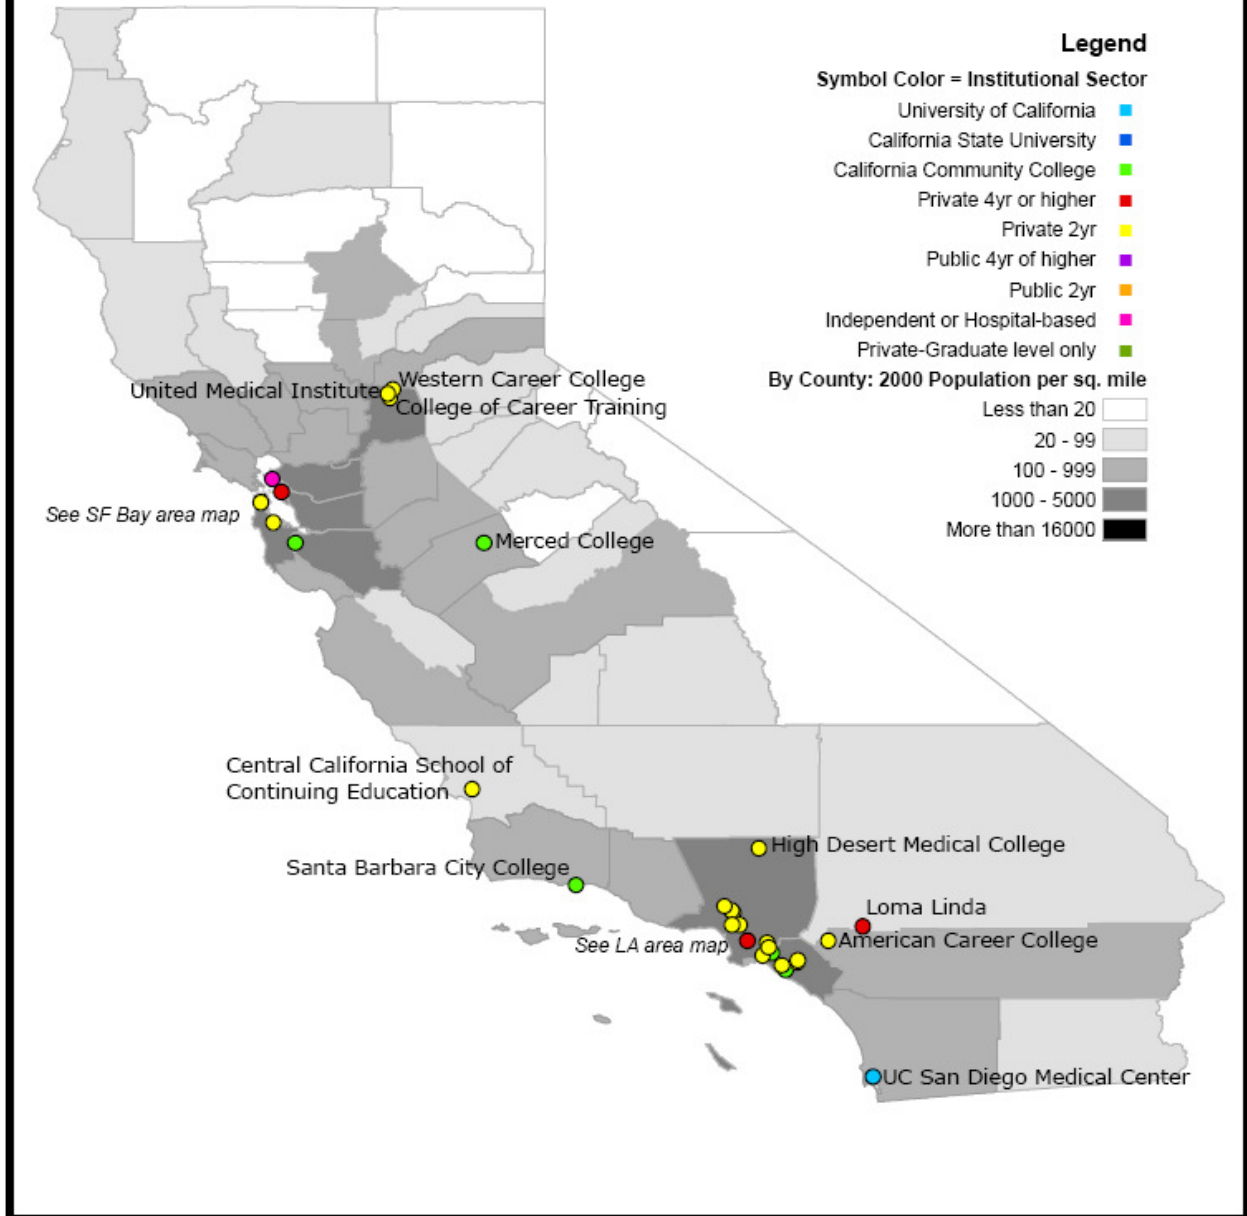 Legend
Symbol Color = Institutional Sector
University of California
California State University
California Community College
Private 4yr or higher
Private 2yr
Public 4yr of higher
Public 2yr
Independent or Hospital-based
Private-Graduate level only
By County: 2000 Population per sq. mile
Less than 20
20 - 99
100 - 999
1000 - 5000
More than 16000
United Medical Institute
Western Career College
College of Career Training
See SF Bay area map
Merced College
Central California School of
Continuing Education
High Desert Medical College
Santa Barbara City College
Loma Linda
See LA area map
American Career College
UC San Diego Medical Center